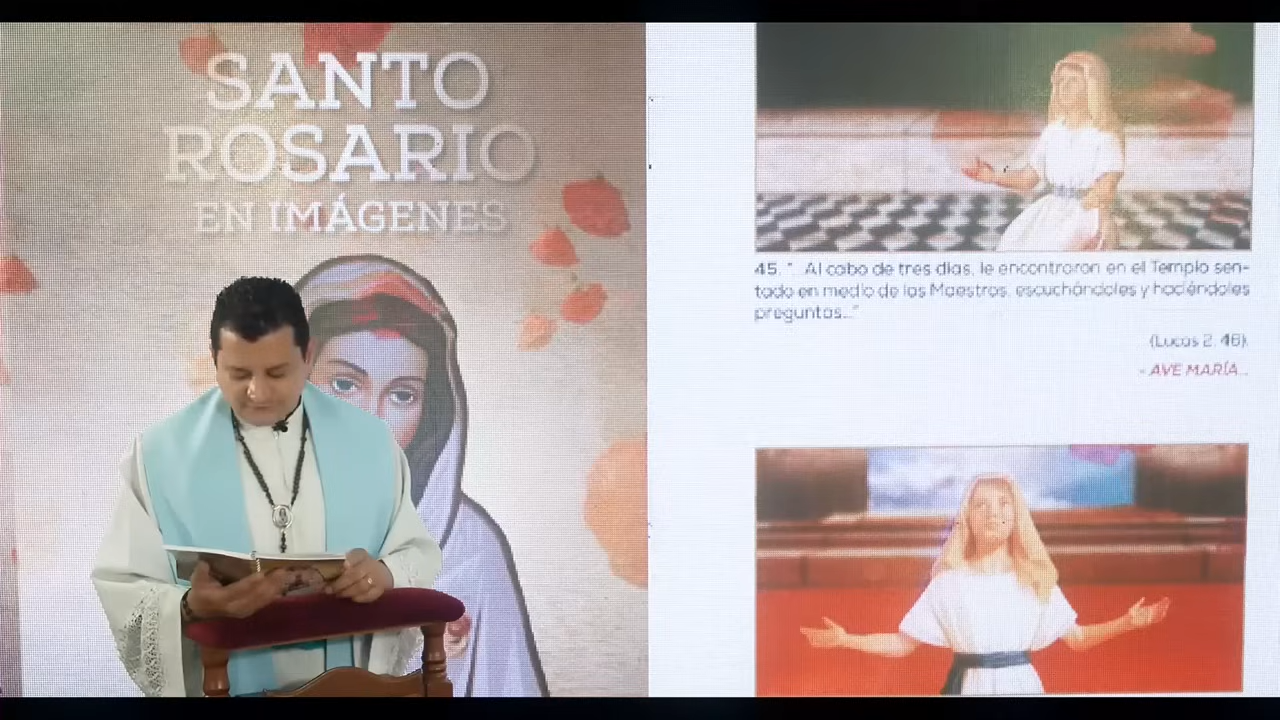 SANTO
ROSARIO
EN IMÁGENES
45. "...Al cabo de tres días, le encontraron en el Templo sen-
tado en medio de los Maestros, escuchándoles y haciéndoles
preguntas..."
(Lucas 2, 46).
- AVE MARÍA...